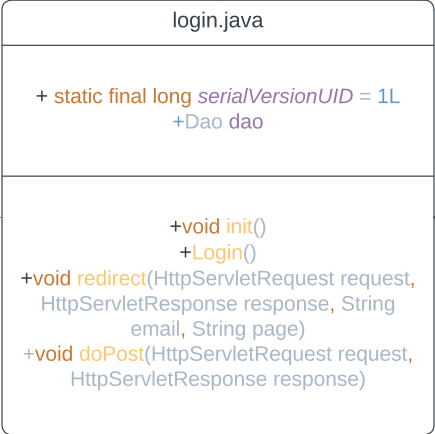 login.java
+ static final long serialVersionUID = 1L
+Dao dao
+void init()
+Login()
+void redirect(HttpServletRequest request,
HttpServletResponse response, String
email, String page)
+void doPost(HttpServletRequest request,
HttpServletResponse response)